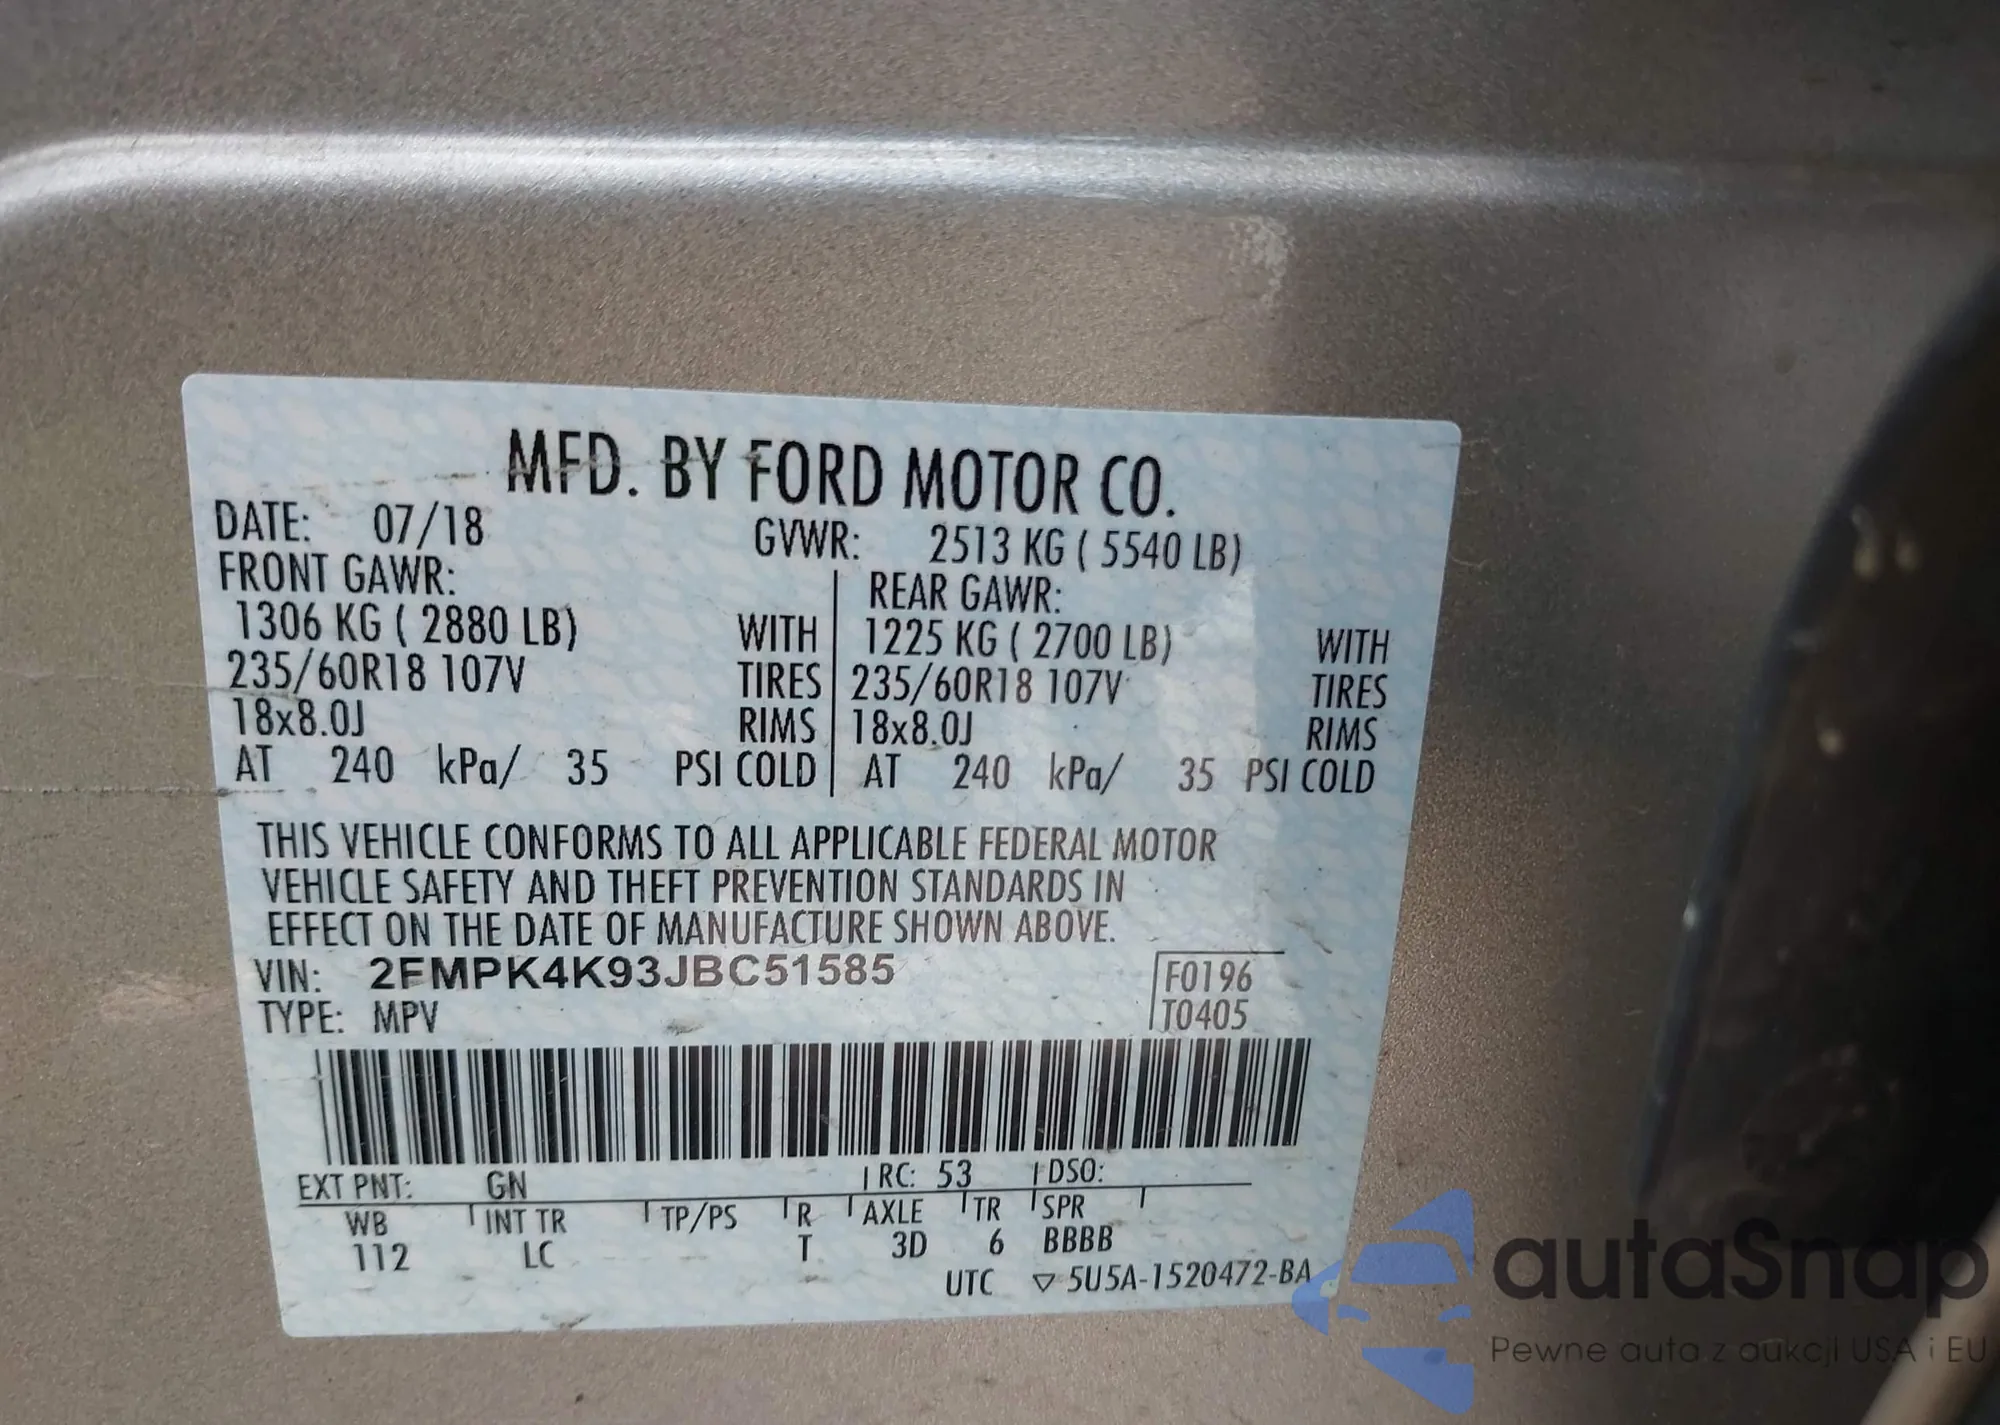 MFD. BY FORD MOTOR CO.
DATE: 07/18 GVWR: 2513 KG ( 5540 LB)
FRONT GAWR: REAR GAWR:
1306 KG ( 2880 LB) WITH 1225 KG ( 2700 LB) WITH
235/60R18 107V TIRES 235/60R18 107V TIRES
18x8.0J RIMS 18x8.0J RIMS
AT 240 kPa/ 35 PSI COLD AT 240 kPa/ 35 PSI COLD
THIS VEHICLE CONFORMS TO ALL APPLICABLE FEDERAL MOTOR
VEHICLE SAFETY AND THEFT PREVENTION STANDARDS IN
EFFECT ON THE DATE OF MANUFACTURE SHOWN ABOVE.
VIN: 2FMPK4K93JBC51585 F0196
TYPE: MPV T0405
EXT PNT: GN RC: 53 DSO:
WB INT TR TP/PS R AXLE TR SPR
112 LC T 3D 6 BBBB
UTC ▽ 5U5A-1520472-BA
autaSnap
Pewne auta z aukcji USA i EU